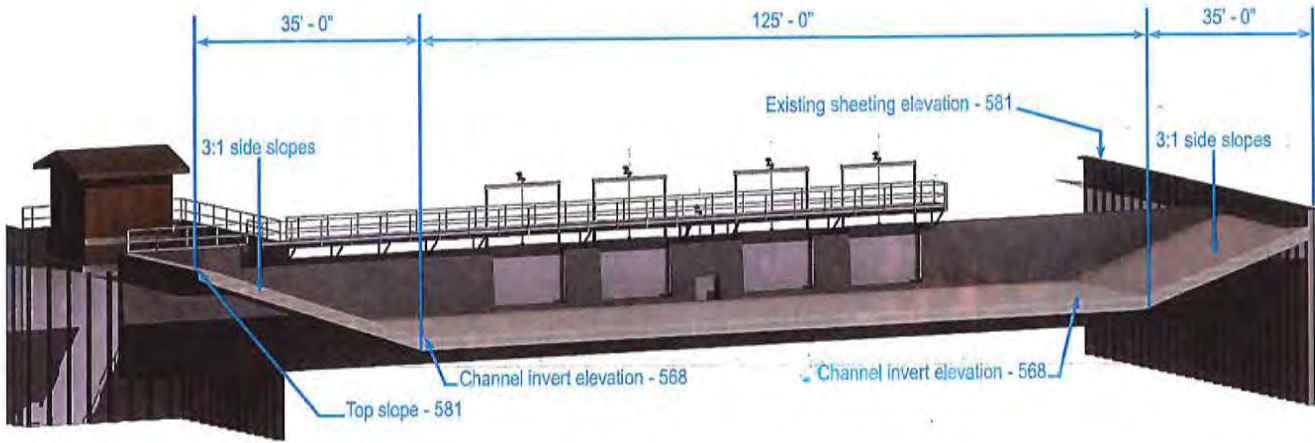 35' - 0"
125' - 0"
35' - 0"
Existing sheeting elevation - 581
3:1 side slopes
3:1 side slopes
Channel invert elevation - 568
Channel invert elevation - 568
Top slope - 581